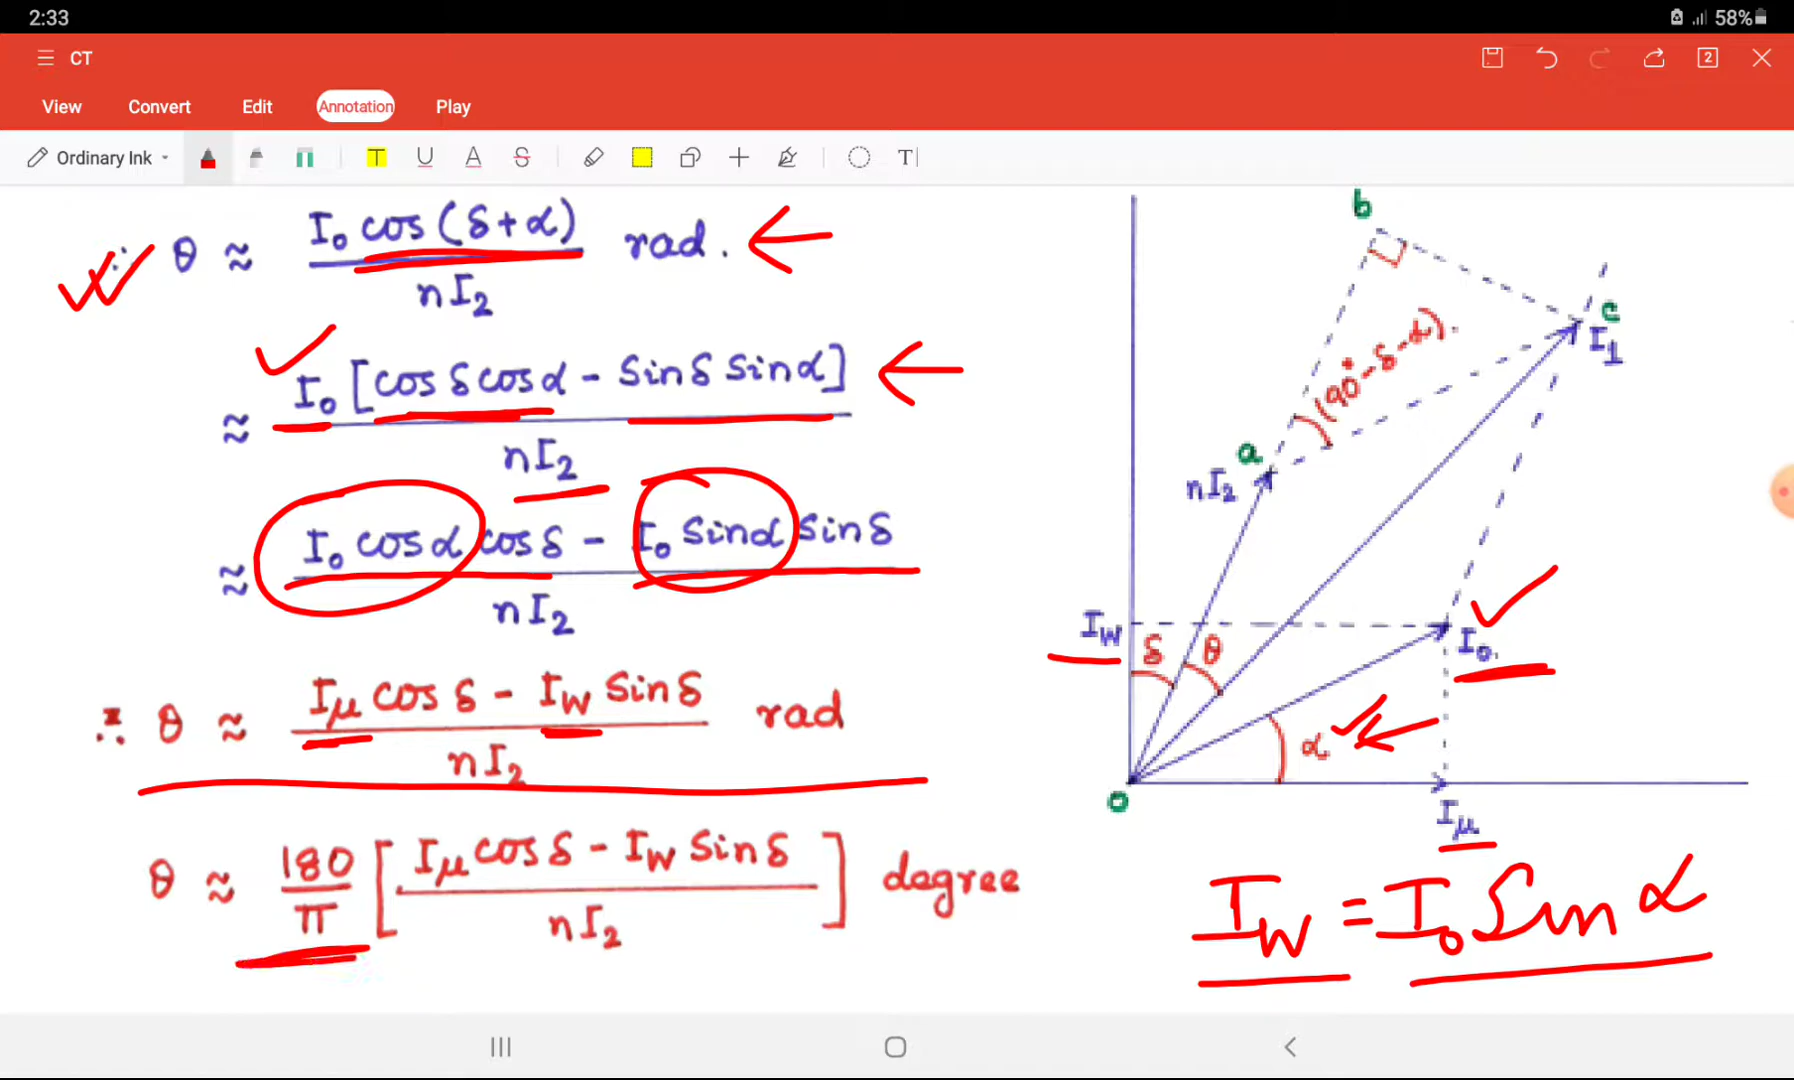 2:33 58%
CT 2
View Convert Edit Annotation Play
Ordinary Ink T U A S T
∵ θ ≈ I₀ cos(δ+α) / nI₂ rad.
≈ I₀ [cos δ cos α - Sin δ Sin α] / nI₂
≈ I₀ cos α cos δ - I₀ Sin α Sin δ / nI₂
∴ θ ≈ Iμ cos δ - Iw Sin δ / nI₂ rad
θ ≈ 180/π [Iμ cos δ - Iw Sin δ / nI₂] degree
b
c
I₁
(90° - δ - α).
a
nI₂
Iw δ θ I₀.
α
o
Iμ
Iw = I₀ Sin α